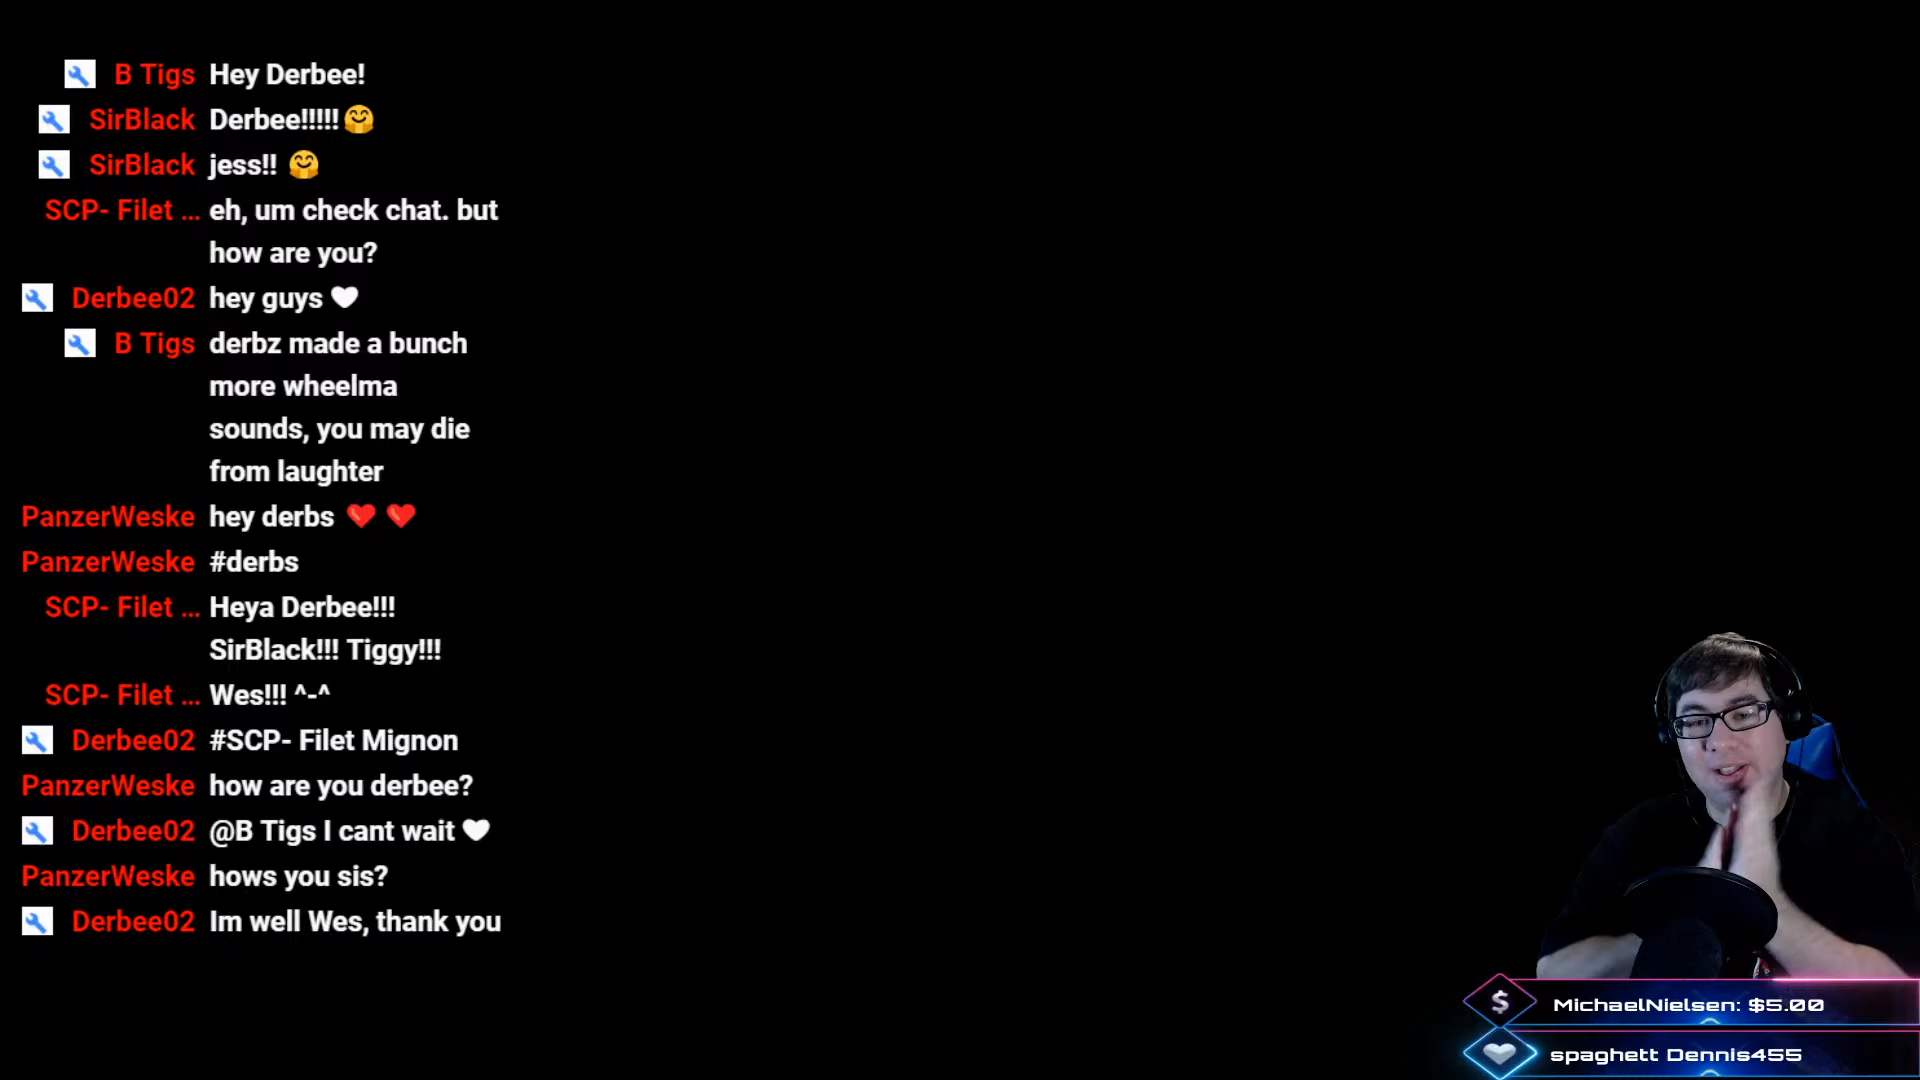 B Tigs Hey Derbee!
SirBlack Derbee!!!!!🤗
SirBlack jess!! 🤗
SCP- Filet ... eh, um check chat. but
how are you?
Derbee02 hey guys 🤍
B Tigs derbz made a bunch
more wheelma
sounds, you may die
from laughter
PanzerWeske hey derbs ❤️ ❤️
PanzerWeske #derbs
SCP- Filet ... Heya Derbee!!!
SirBlack!!! Tiggy!!!
SCP- Filet ... Wes!!! ^-^
Derbee02 #SCP- Filet Mignon
PanzerWeske how are you derbee?
Derbee02 @B Tigs I cant wait 🤍
PanzerWeske hows you sis?
Derbee02 Im well Wes, thank you
$ MichaelNielsen: $5.00
spaghett Dennis455